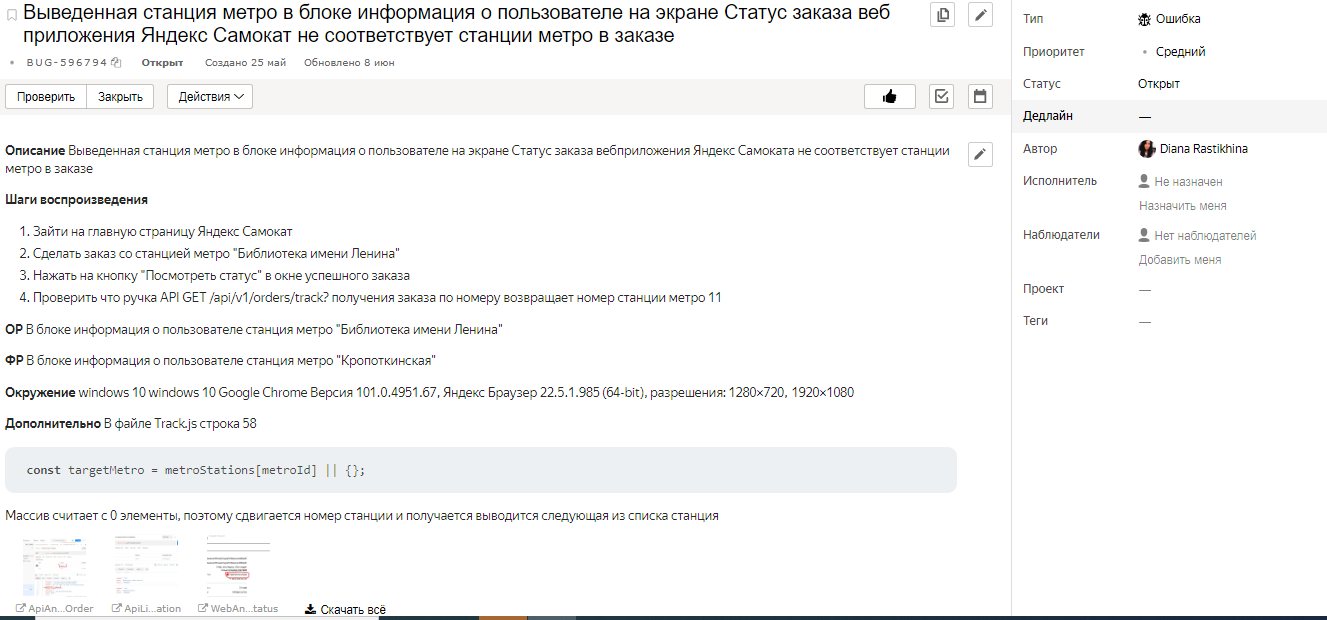 Выведенная станция метро в блоке информация о пользователе на экране Статус заказа веб
приложения Яндекс Самокат не соответствует станции метро в заказе
BUG-596794 Открыт Создано 25 май Обновлено 8 июн
Проверить Закрыть Действия
Описание Выведенная станция метро в блоке информация о пользователе на экране Статус заказа вебприложения Яндекс Самоката не соответствует станции
метро в заказе
Шаги воспроизведения
1. Зайти на главную страницу Яндекс Самокат
2. Сделать заказ со станцией метро "Библиотека имени Ленина"
3. Нажать на кнопку "Посмотреть статус" в окне успешного заказа
4. Проверить что ручка API GET /api/v1/orders/track? получения заказа по номеру возвращает номер станции метро 11
ОР В блоке информация о пользователе станция метро "Библиотека имени Ленина"
ФР В блоке информация о пользователе станция метро "Кропоткинская"
Окружение windows 10 windows 10 Google Chrome Версия 101.0.4951.67, Яндекс Браузер 22.5.1.985 (64-bit), разрешения: 1280×720, 1920×1080
Дополнительно В файле Track.js строка 58
const targetMetro = metroStations[metroId] || {};
Массив считает с 0 элементы, поэтому сдвигается номер станции и получается выводится следующая из списка станция
ApiAn...Order ApiLi...ation WebAn...tatus Скачать всё
Тип Ошибка
Приоритет Средний
Статус Открыт
Дедлайн —
Автор Diana Rastikhina
Исполнитель Не назначен
Назначить меня
Наблюдатели Нет наблюдателей
Добавить меня
Проект —
Теги —